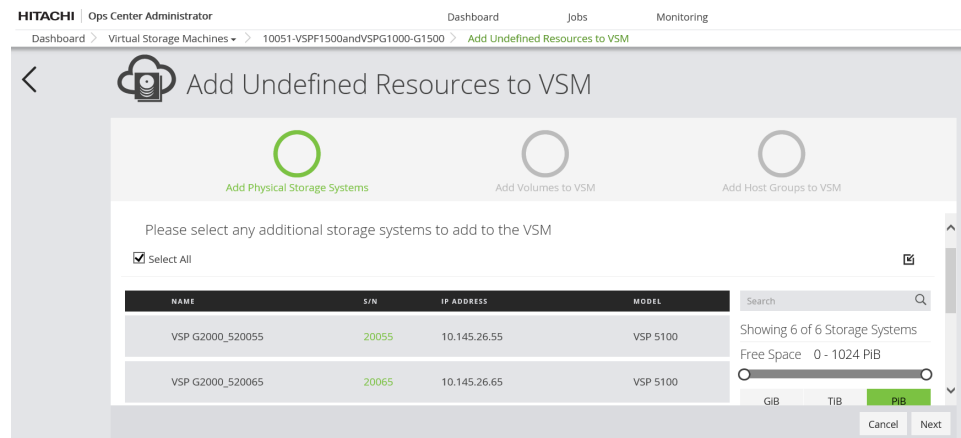 HITACHI Ops Center Administrator Dashboard Jobs Monitoring
Dashboard Virtual Storage Machines 10051-VSPF1500andVSPG1000-G1500 Add Undefined Resources to VSM
Add Undefined Resources to VSM
Add Physical Storage Systems Add Volumes to VSM Add Host Groups to VSM
Please select any additional storage systems to add to the VSM
Select All
NAME S/N IP ADDRESS MODEL
Search
VSP G2000_520055 20055 10.145.26.55 VSP 5100
Showing 6 of 6 Storage Systems
Free Space 0 - 1024 PiB
VSP G2000_520065 20065 10.145.26.65 VSP 5100
GiB TiB PiB
Cancel Next